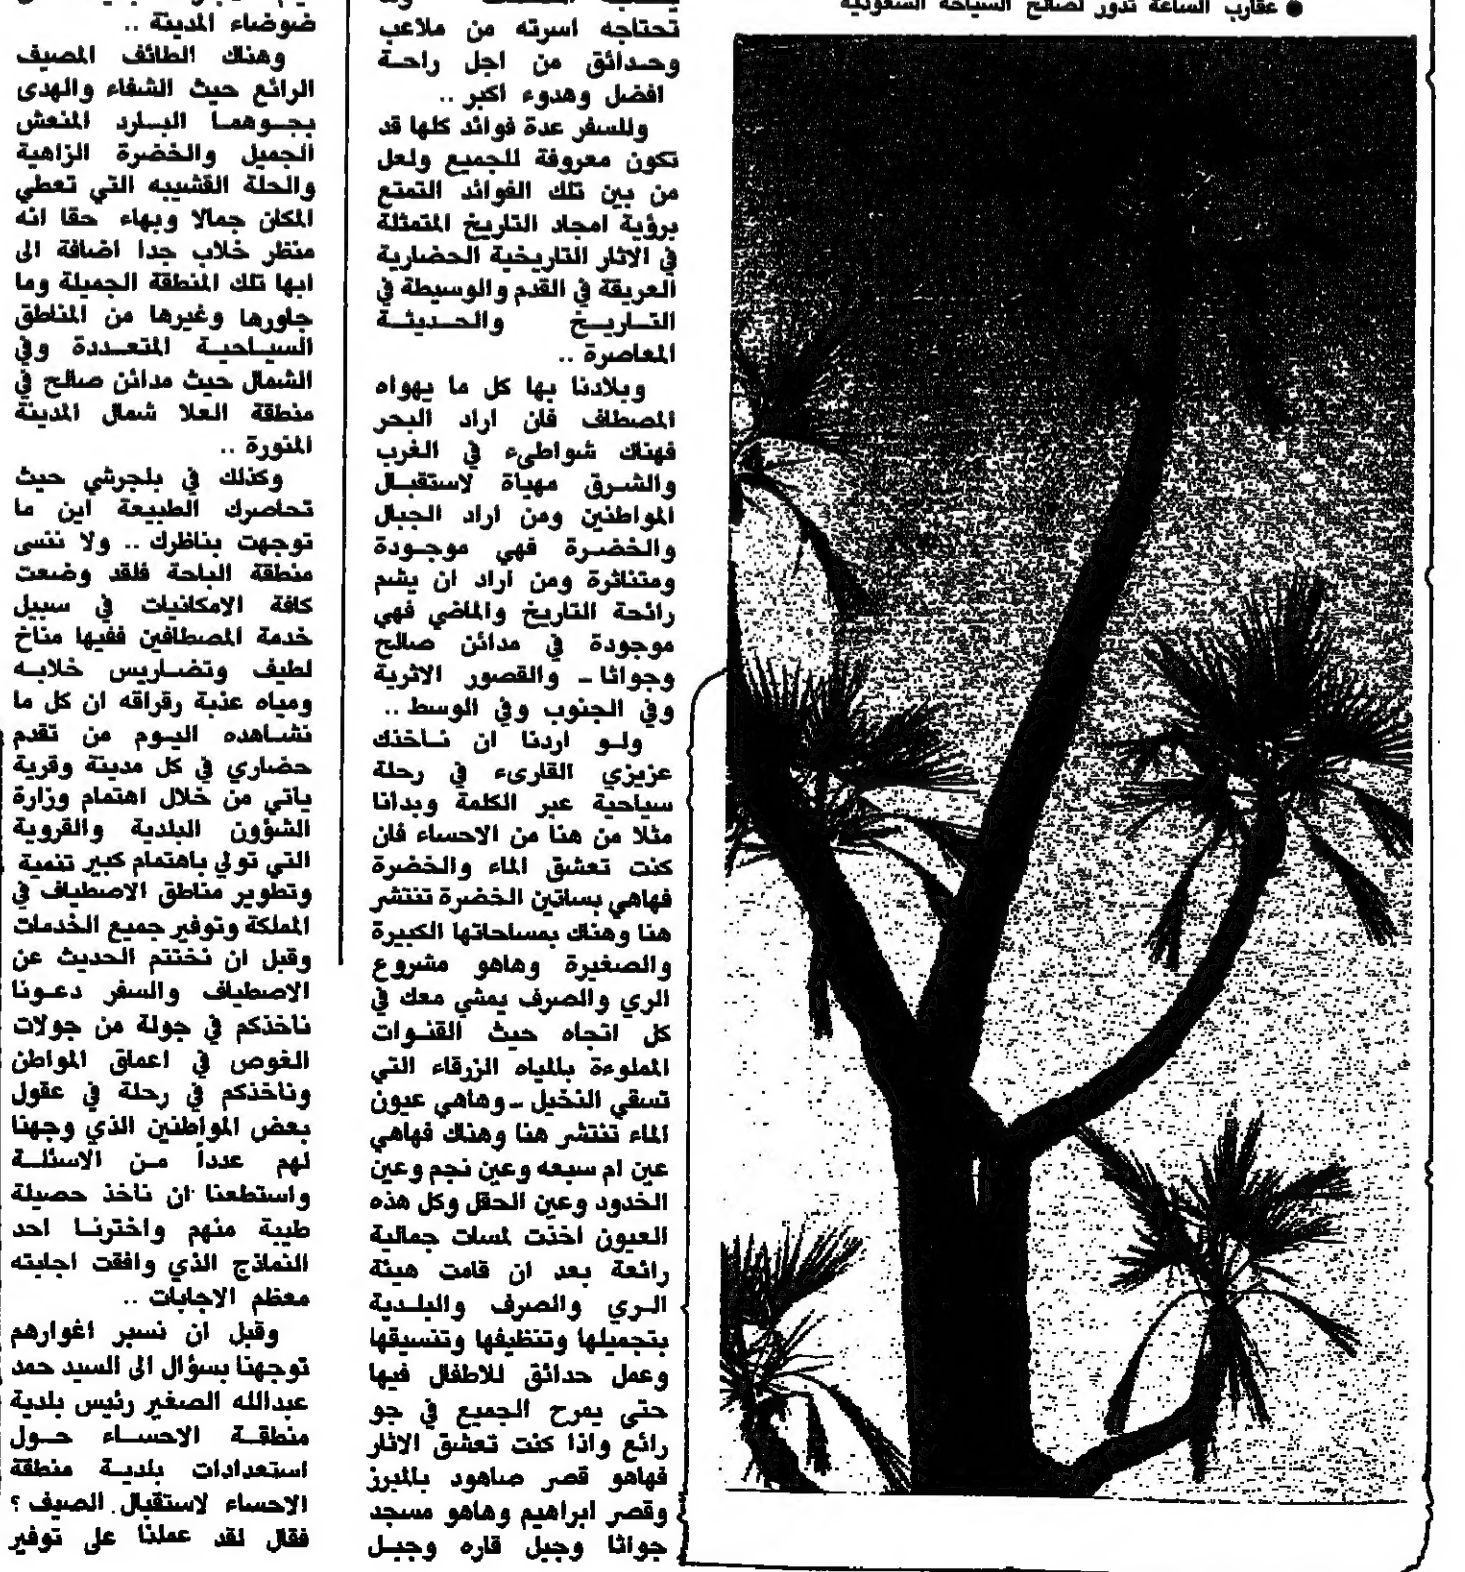 ● عقارب الساعة تدور لصالح السياحة السعودية
تحتاجه اسرته من ملاعب
وحدائق من اجل راحة
افضل وهدوء اكبر ..
وللسفر عدة فوائد كلها قد
تكون معروفة للجميع ولعل
من بين تلك الفوائد التمتع
برؤية امجاد التاريخ المتمثلة
في الاثار التاريخية الحضارية
العريقة في القدم والوسيطة في
التاريخ والحديثة
المعاصرة ..
وبلادنا بها كل ما يهواه
المصطاف فان اراد البحر
فهناك شواطىء في الغرب
والشرق مهياة لاستقبال
المواطنين ومن اراد الجبال
والخضرة فهي موجودة
ومتناثرة ومن اراد ان يشم
رائحة التاريخ والماضي فهي
موجودة في مدائن صالح
وجواثا - والقصور الاثرية
وفي الجنوب وفي الوسط ..
ولو اردنا ان ناخذك
عزيزي القارىء في رحلة
سياحية عبر الكلمة وبدانا
مثلا من هنا من الاحساء فان
كنت تعشق الماء والخضرة
فهاهي بساتين الخضرة تنتشر
هنا وهناك بمساحاتها الكبيرة
والصغيرة وهاهو مشروع
الري والصرف يمشي معك في
كل اتجاه حيث القنوات
المملوءة بالمياه الزرقاء التي
تسقي النخيل - وهاهي عيون
الماء تنتشر هنا وهناك فهاهي
عين ام سبعه وعين نجم وعين
الخدود وعين الحقل وكل هذه
العيون اخذت لمسات جمالية
رائعة بعد ان قامت هيئة
الري والصرف والبلدية
بتجميلها وتنظيفها وتنسيقها
وعمل حدائق للاطفال فيها
حتى يمرح الجميع في جو
رائع واذا كنت تعشق الاثار
فهاهو قصر صاهود بالمبرز
وقصر ابراهيم وهاهو مسجد
جواثا وجبل قاره وجبل
ضوضاء المدينة ..
وهناك الطائف المصيف
الرائع حيث الشفاء والهدى
بجوهما البارد المنعش
الجميل والخضرة الزاهية
والحلة القشيبه التي تعطي
المكان جمالا وبهاء حقا انه
منظر خلاب جدا اضافة الى
ابها تلك المنطقة الجميلة وما
جاورها وغيرها من المناطق
السياحية المتعددة وفي
الشمال حيث مدائن صالح في
منطقة العلا شمال المدينة
المنورة ..
وكذلك في بلجرشي حيث
تحاصرك الطبيعة اين ما
توجهت بناظرك .. ولا ننسى
منطقة الباحة فلقد وضعت
كافة الامكانيات في سبيل
خدمة المصطافين ففيها مناخ
لطيف وتضاريس خلابه
ومياه عذبة رقراقه ان كل ما
نشاهده اليوم من تقدم
حضاري في كل مدينة وقرية
ياتي من خلال اهتمام وزارة
الشؤون البلدية والقروية
التي تولي باهتمام كبير تنمية
وتطوير مناطق الاصطياف في
المملكة وتوفير جميع الخدمات
وقبل ان نختتم الحديث عن
الاصطياف والسفر دعونا
ناخذكم في جولة من جولات
الغوص في اعماق المواطن
وناخذكم في رحلة في عقول
بعض المواطنين الذي وجهنا
لهم عدداً من الاسئلة
واستطعنا ان ناخذ حصيلة
طيبة منهم واخترنا احد
النماذج الذي وافقت اجابته
معظم الاجابات ..
وقبل ان نسبر اغوارهم
توجهنا بسؤال الى السيد حمد
عبدالله الصغير رئيس بلدية
منطقة الاحساء حول
استعدادات بلدية منطقة
الاحساء لاستقبال الصيف ؟
فقال لقد عملنا على توفير